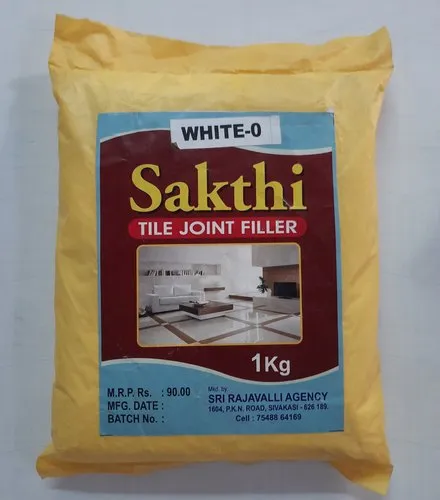 WHITE-0
Sakthi
TILE JOINT FILLER
1Kg
M.R.P. Rs. : 90.00
MFG. DATE :
BATCH No. :
Mkd. by.
SRI RAJAVALLI AGENCY
1604, P.K.N. ROAD, SIVAKASI - 626 189.
Cell : 75488 64169